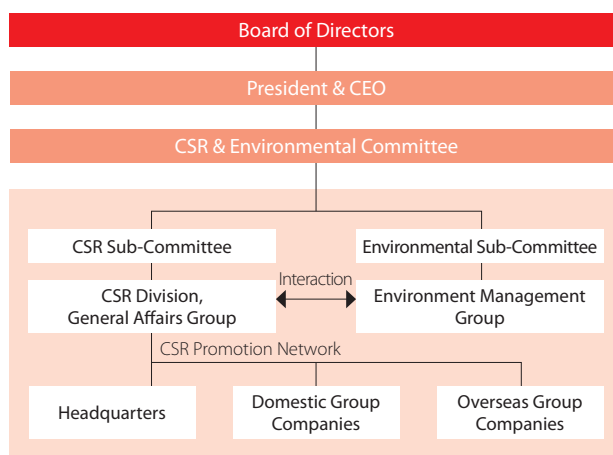 Board of Directors
President & CEO
CSR & Environmental Committee
CSR Sub-Committee
Environmental Sub-Committee
CSR Division,
General Affairs Group
Interaction
Environment Management
Group
CSR Promotion Network
Headquarters
Domestic Group
Companies
Overseas Group
Companies